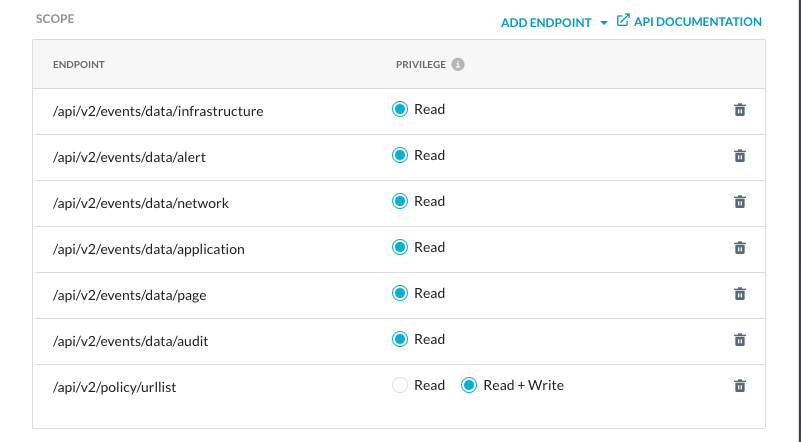 SCOPE
ADD ENDPOINT API DOCUMENTATION
ENDPOINT PRIVILEGE
/api/v2/events/data/infrastructure Read
/api/v2/events/data/alert Read
/api/v2/events/data/network Read
/api/v2/events/data/application Read
/api/v2/events/data/page Read
/api/v2/events/data/audit Read
/api/v2/policy/urllist Read Read + Write